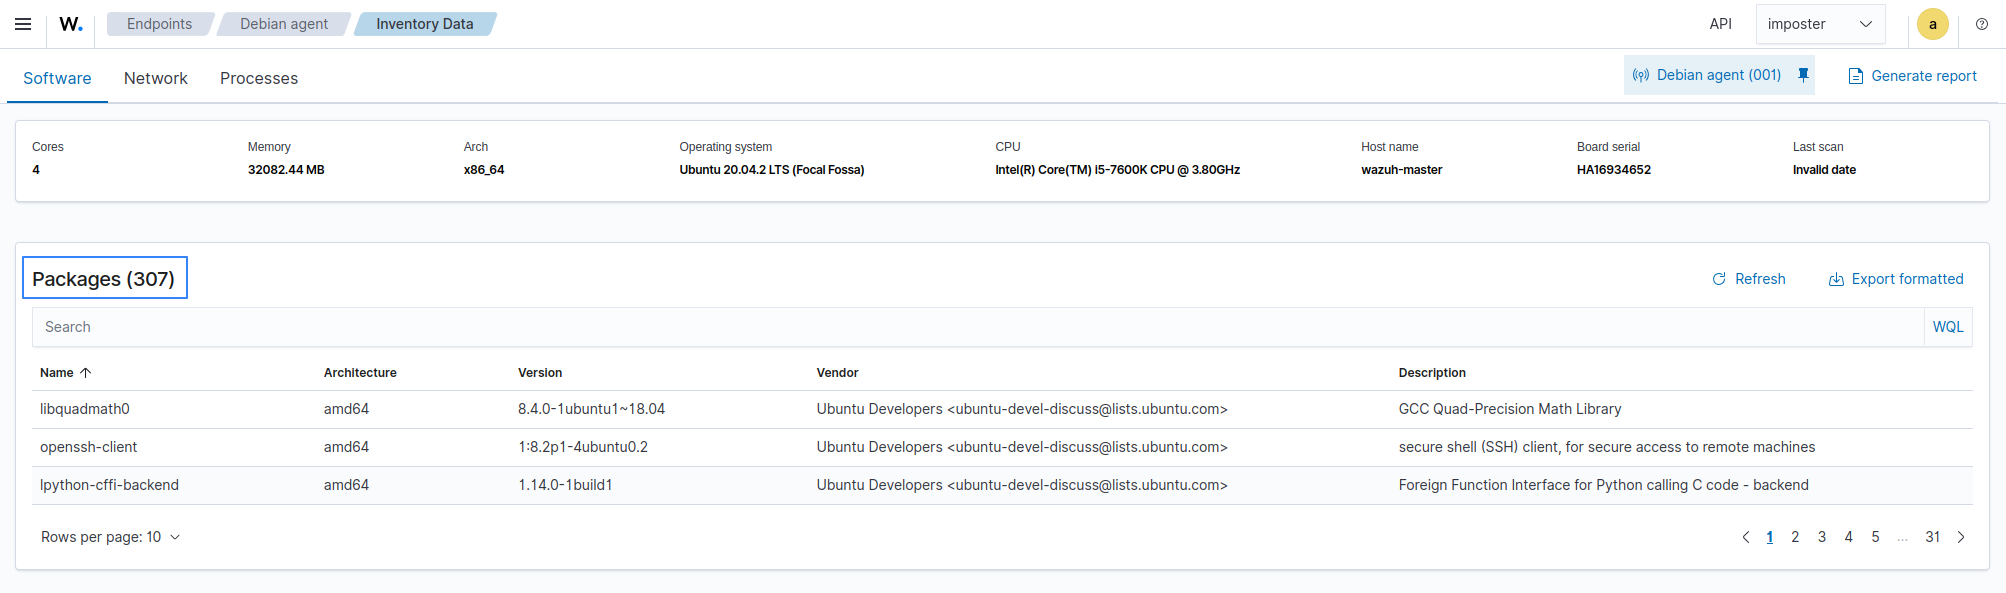 W. Endpoints Debian agent Inventory Data API imposter a
Software Network Processes Debian agent (001) Generate report
Cores Memory Arch Operating system CPU Host name Board serial Last scan
4 32082.44 MB x86_64 Ubuntu 20.04.2 LTS (Focal Fossa) Intel(R) Core(TM) i5-7600K CPU @ 3.80GHz wazuh-master HA16934652 Invalid date
Packages (307) Refresh Export formatted
Search WQL
Name Architecture Version Vendor Description
libquadmath0 amd64 8.4.0-1ubuntu1~18.04 Ubuntu Developers <ubuntu-devel-discuss@lists.ubuntu.com> GCC Quad-Precision Math Library
openssh-client amd64 1:8.2p1-4ubuntu0.2 Ubuntu Developers <ubuntu-devel-discuss@lists.ubuntu.com> secure shell (SSH) client, for secure access to remote machines
lpython-cffi-backend amd64 1.14.0-1build1 Ubuntu Developers <ubuntu-devel-discuss@lists.ubuntu.com> Foreign Function Interface for Python calling C code - backend
Rows per page: 10 1 2 3 4 5 ... 31